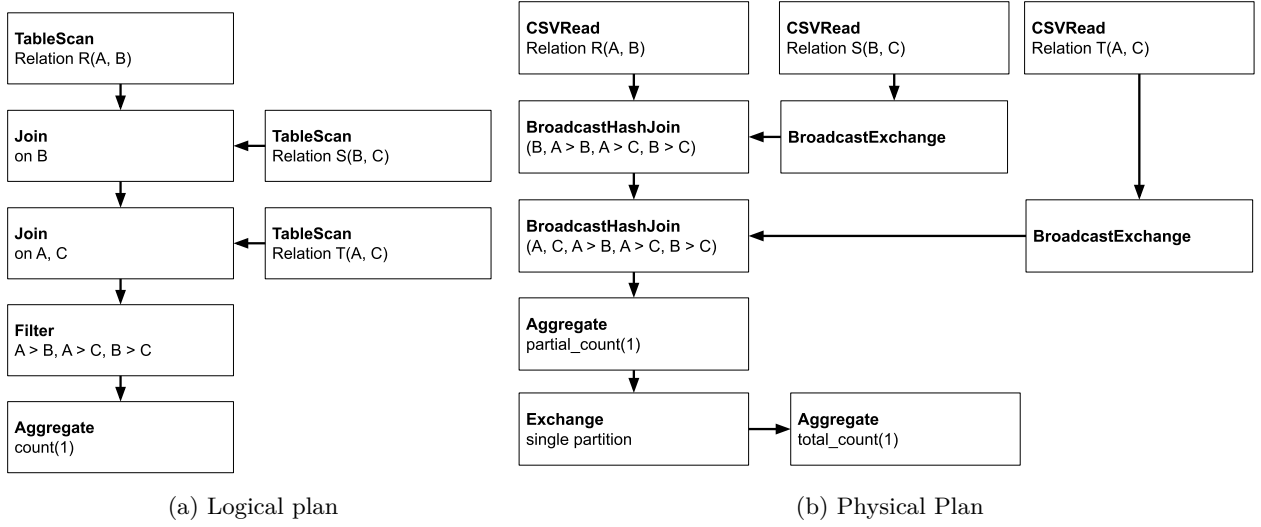 TableScan
Relation R(A, B)
Join
on B
TableScan
Relation S(B, C)
Join
on A, C
TableScan
Relation T(A, C)
Filter
A > B, A > C, B > C
Aggregate
count(1)
(a) Logical plan
CSVRead
Relation R(A, B)
CSVRead
Relation S(B, C)
CSVRead
Relation T(A, C)
BroadcastHashJoin
(B, A > B, A > C, B > C)
BroadcastExchange
BroadcastHashJoin
(A, C, A > B, A > C, B > C)
BroadcastExchange
Aggregate
partial_count(1)
Exchange
single partition
Aggregate
total_count(1)
(b) Physical Plan